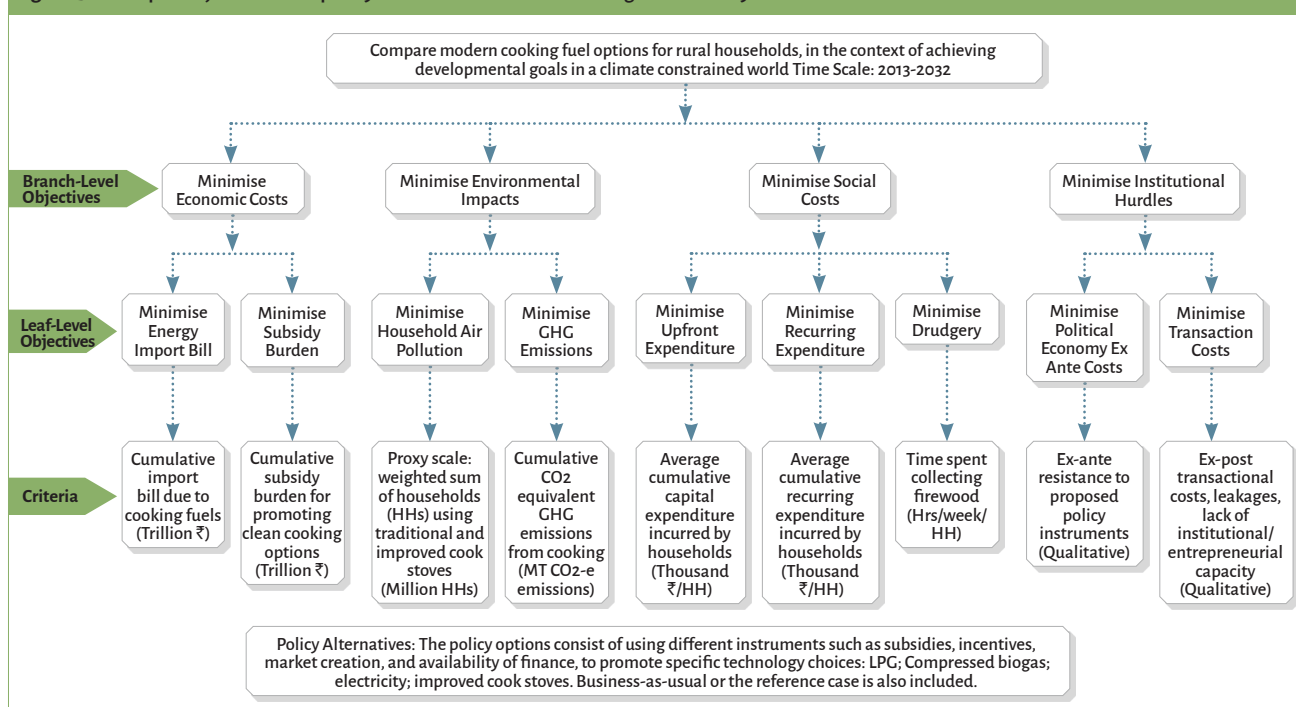 Compare modern cooking fuel options for rural households, in the context of achieving
developmental goals in a climate constrained world Time Scale: 2013-2032
Branch-Level
Objectives
Minimise
Economic Costs
Minimise Environmental
Impacts
Minimise Social
Costs
Minimise Institutional
Hurdles
Leaf-Level
Objectives
Minimise
Energy
Import Bill
Minimise
Subsidy
Burden
Minimise
Household Air
Pollution
Minimise
GHG
Emissions
Minimise
Upfront
Expenditure
Minimise
Recurring
Expenditure
Minimise
Drudgery
Minimise
Political
Economy Ex
Ante Costs
Minimise
Transaction
Costs
Criteria
Cumulative
import
bill due to
cooking fuels
(Trillion ₹)
Cumulative
subsidy
burden for
promoting
clean cooking
options
(Trillion ₹)
Proxy scale:
weighted sum
of households
(HHs) using
traditional and
improved cook
stoves
(Million HHs)
Cumulative
CO2
equivalent
GHG
emissions
from cooking
(MT CO2-e
emissions)
Average
cumulative
capital
expenditure
incurred by
households
(Thousand
₹/HH)
Average
cumulative
recurring
expenditure
incurred by
households
(Thousand
₹/HH)
Time spent
collecting
firewood
(Hrs/week/
HH)
Ex-ante
resistance to
proposed
policy
instruments
(Qualitative)
Ex-post
transactional
costs, leakages,
lack of
institutional/
entrepreneurial
capacity
(Qualitative)
Policy Alternatives: The policy options consist of using different instruments such as subsidies, incentives,
market creation, and availability of finance, to promote specific technology choices: LPG; Compressed biogas;
electricity; improved cook stoves. Business-as-usual or the reference case is also included.